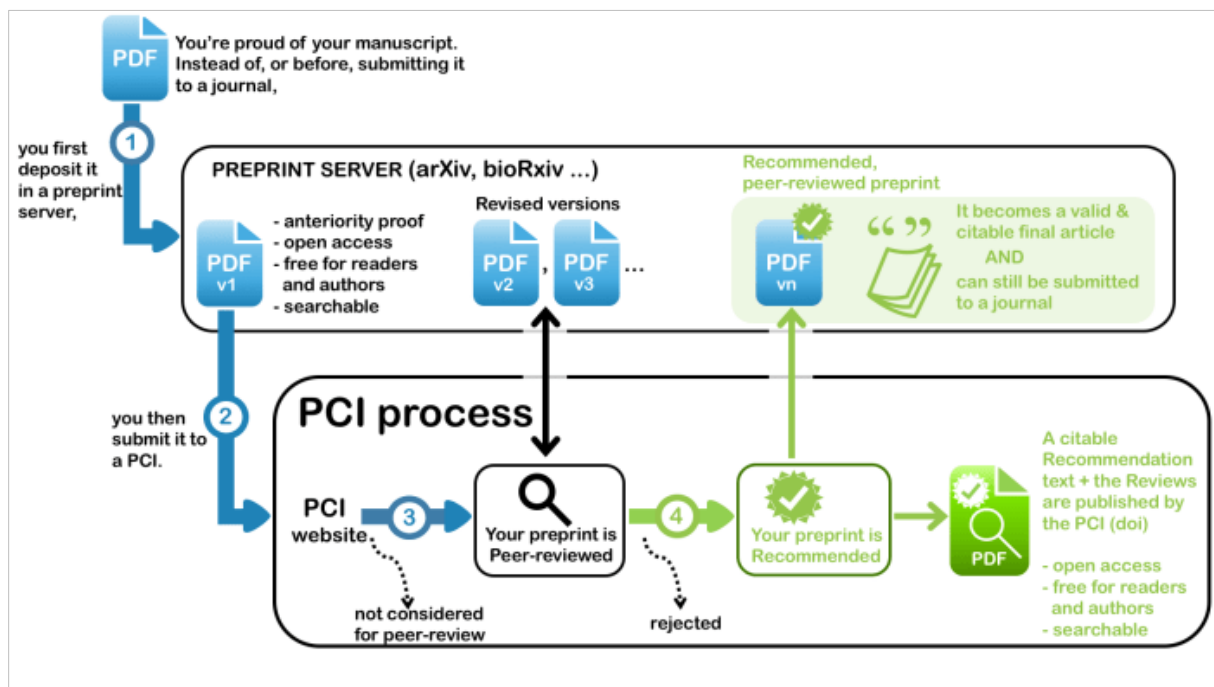 PDF
You're proud of your manuscript.
Instead of, or before, submitting it
to a journal,
1
you first
deposit it
in a preprint
server,
PREPRINT SERVER (arXiv, bioRxiv ...)
PDF
v1
- anteriority proof
- open access
- free for readers
and authors
- searchable
Revised versions
PDF
v2
,
PDF
v3
...
Recommended,
peer-reviewed preprint
PDF
vn
“ ”
It becomes a valid &
citable final article
AND
can still be submitted
to a journal
2
you then
submit it to
a PCI.
PCI process
PCI
website
3
not considered
for peer-review
Your preprint is
Peer-reviewed
4
rejected
Your preprint is
Recommended
PDF
A citable
Recommendation
text + the Reviews
are published by
the PCI (doi)
- open access
- free for readers
and authors
- searchable